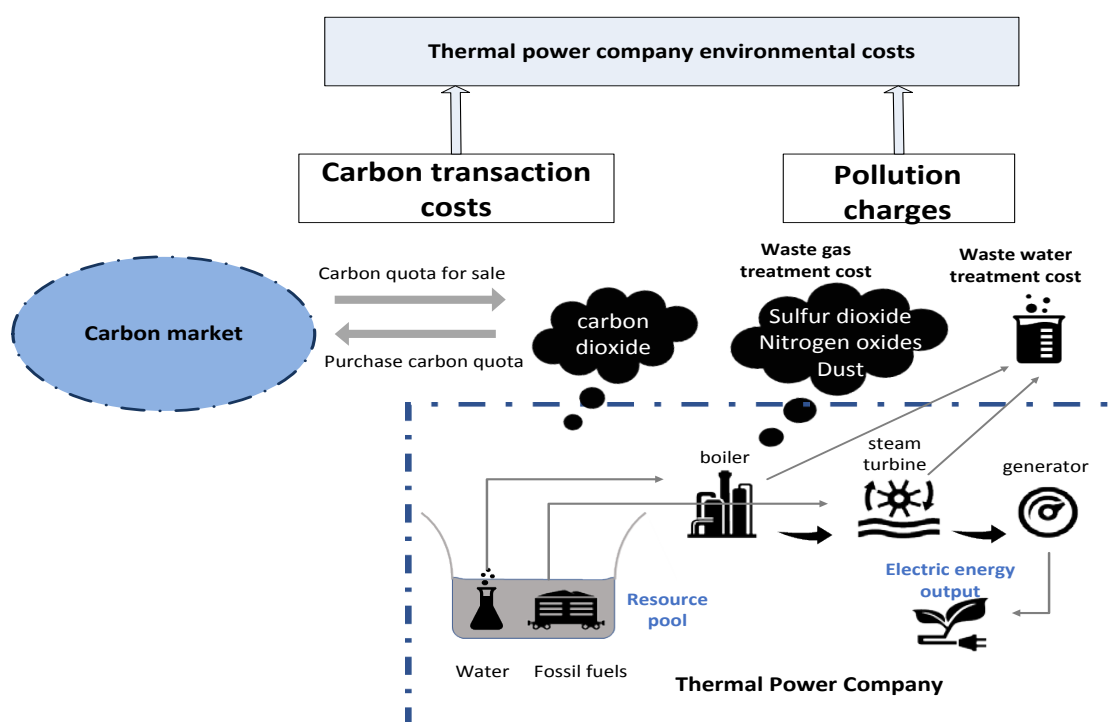 Thermal power company environmental costs
Carbon transaction
costs
Pollution
charges
Waste gas
treatment cost
Waste water
treatment cost
Carbon quota for sale
Carbon market
Purchase carbon quota
carbon
dioxide
Sulfur dioxide
Nitrogen oxides
Dust
boiler
steam
turbine
generator
Electric energy
output
Resource
pool
Water
Fossil fuels
Thermal Power Company